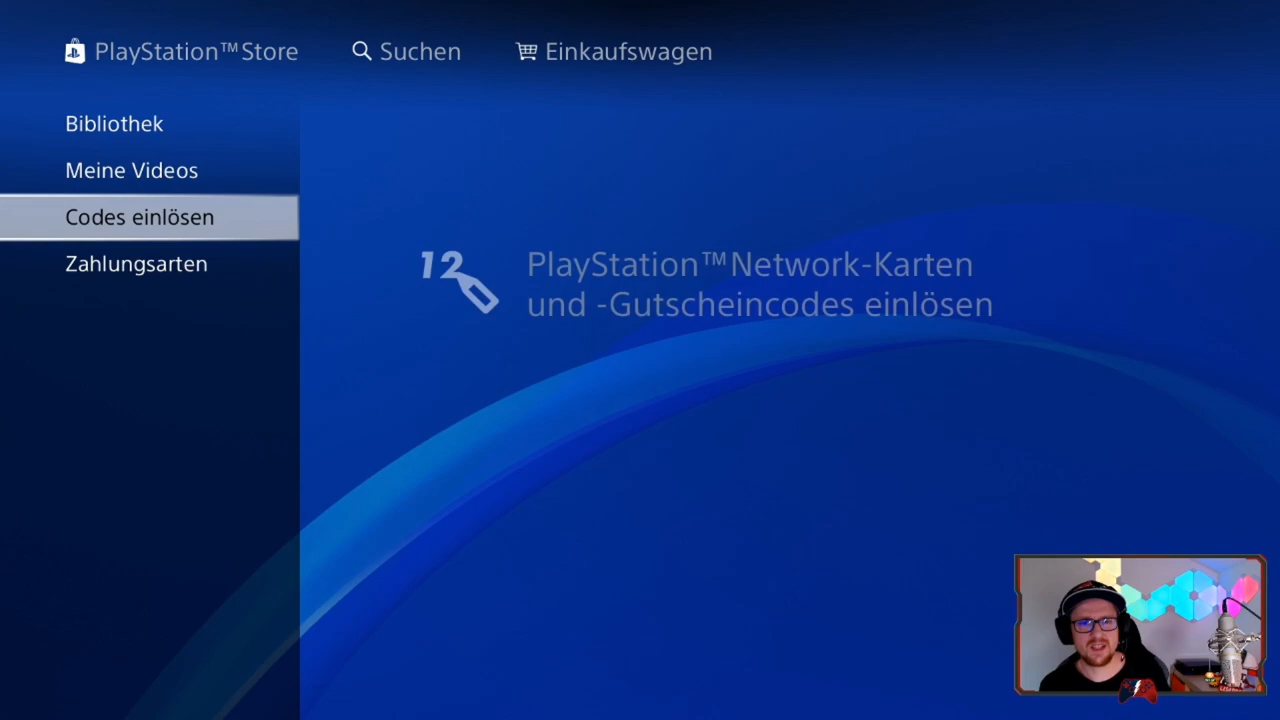 PlayStation™Store
Suchen
Einkaufswagen
Bibliothek
Meine Videos
Codes einlösen
Zahlungsarten
12
PlayStation™Network-Karten
und -Gutscheincodes einlösen